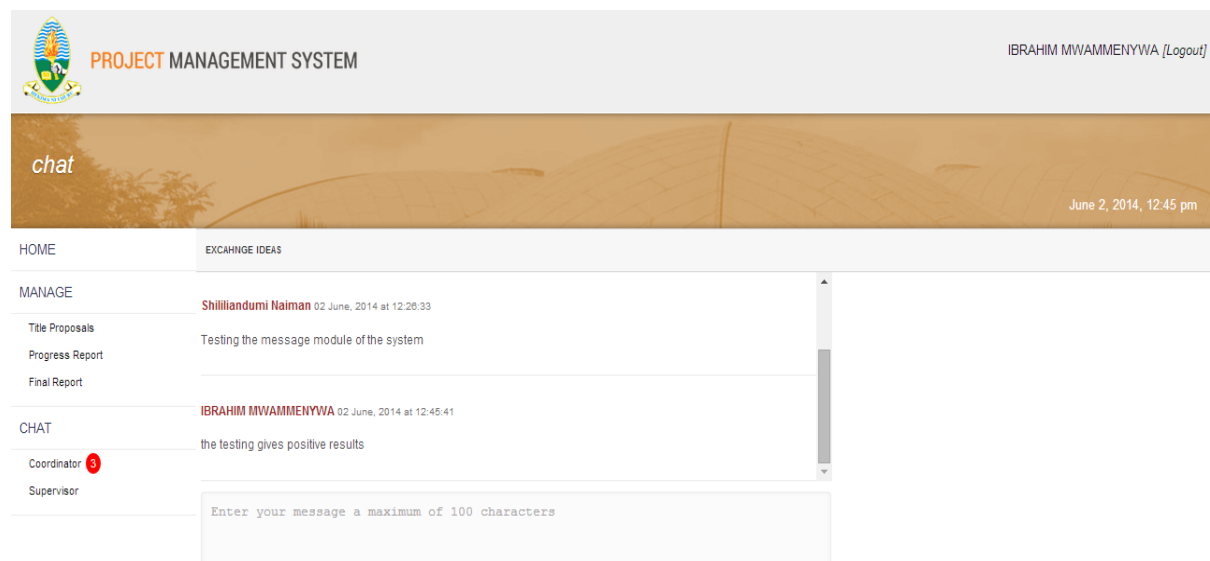 PROJECT MANAGEMENT SYSTEM
IBRAHIM MWAMMENYWA [Logout]
chat
June 2, 2014, 12:45 pm
HOME
MANAGE
Title Proposals
Progress Report
Final Report
CHAT
Coordinator 3
Supervisor
EXCAHNGE IDEAS
Shililiandumi Naiman 02 June, 2014 at 12:26:33
Testing the message module of the system
IBRAHIM MWAMMENYWA 02 June, 2014 at 12:45:41
the testing gives positive results
Enter your message a maximum of 100 characters